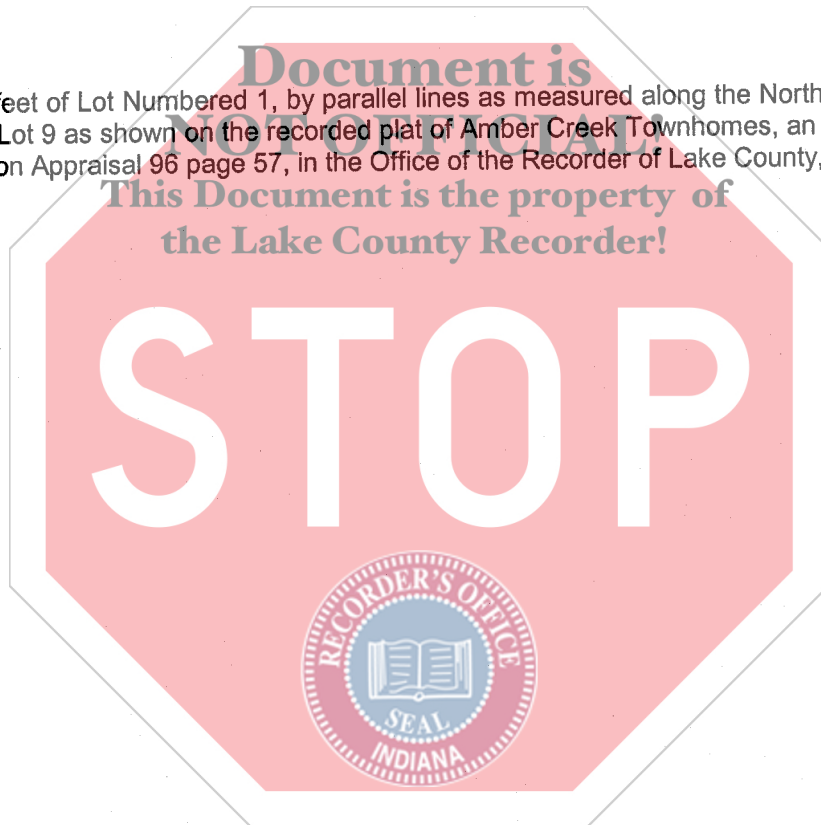 Document is
feet of Lot Numbered 1, by parallel lines as measured along the North
NOT OFFICIAL!
Lot 9 as shown on the recorded plat of Amber Creek Townhomes, an
on Appraisal 96 page 57, in the Office of the Recorder of Lake County,
This Document is the property of
the Lake County Recorder!
STOP
RECORDER'S OFFICE
SEAL
INDIANA